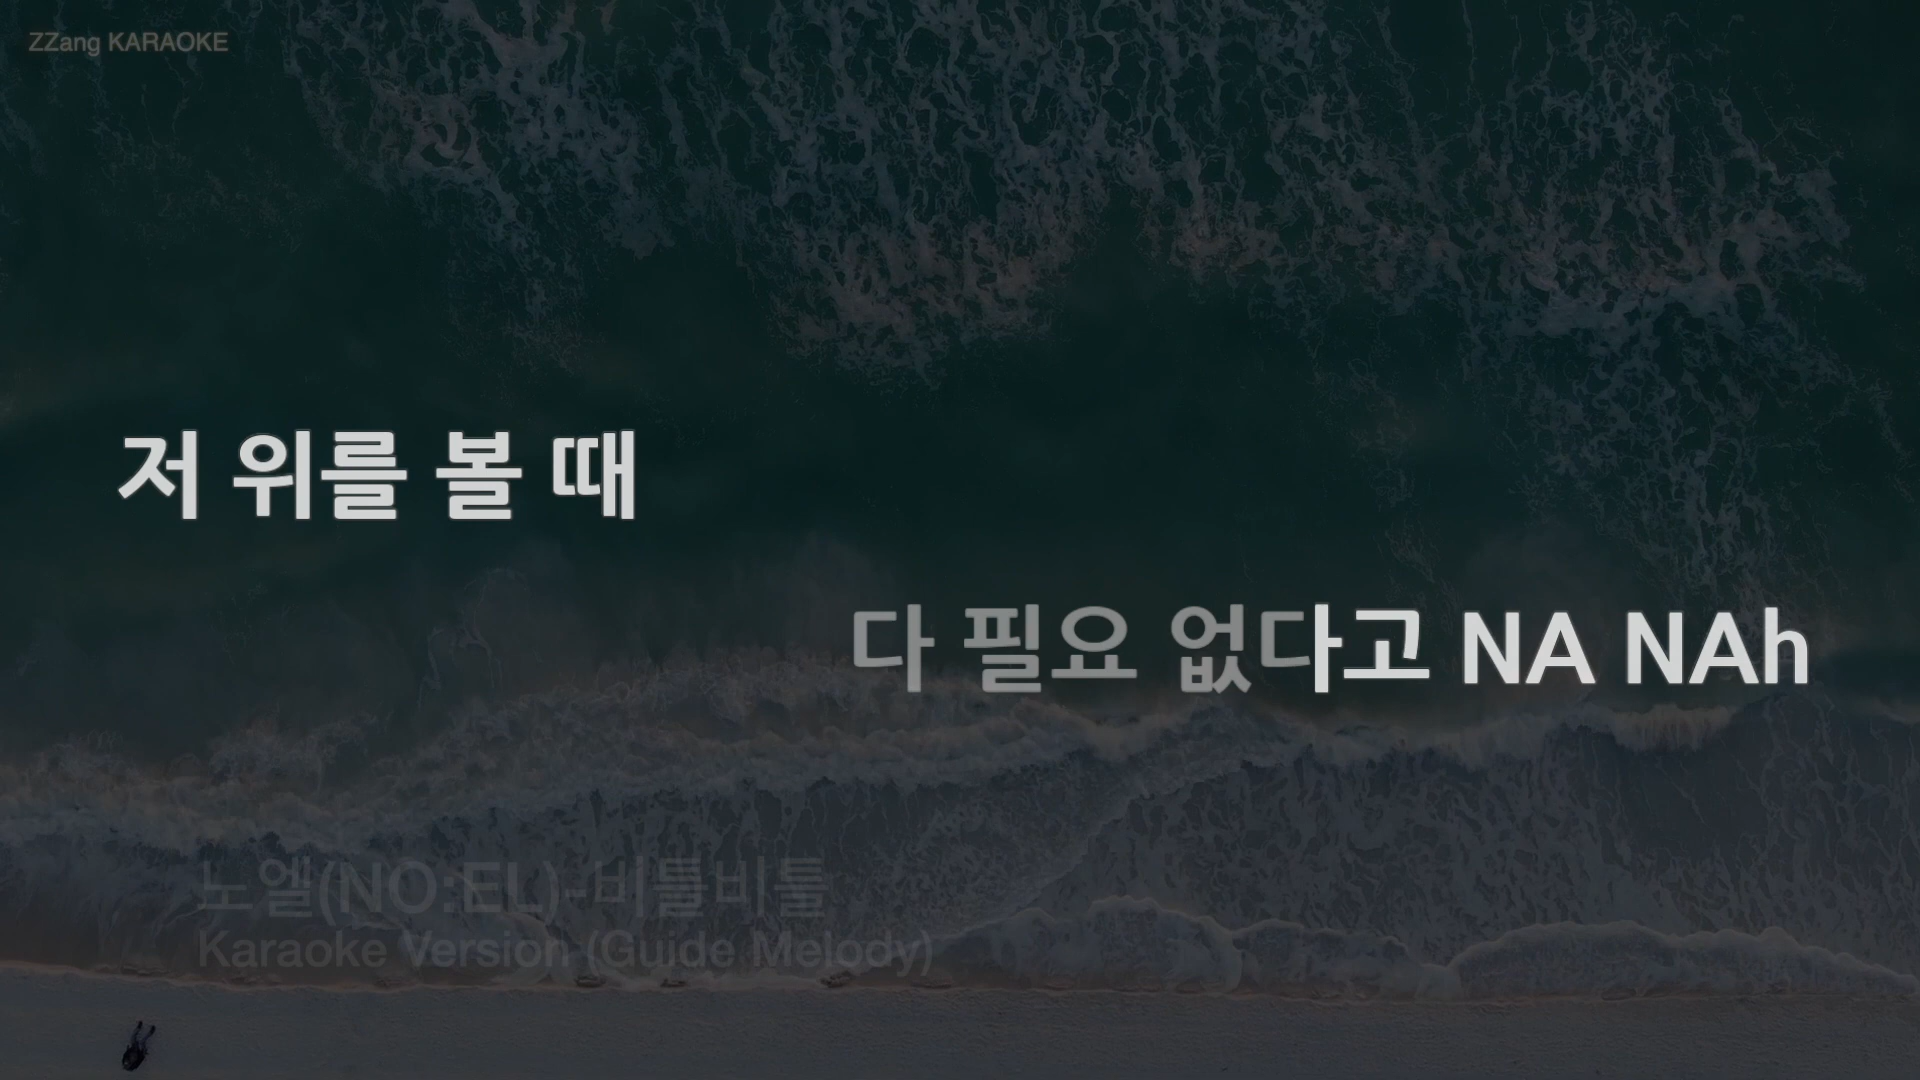 ZZang KARAOKE
저 위를 볼 때
다 필요 없다고 NA NAh
노엘(NO:EL)-비틀비틀
Karaoke Version (Guide Melody)